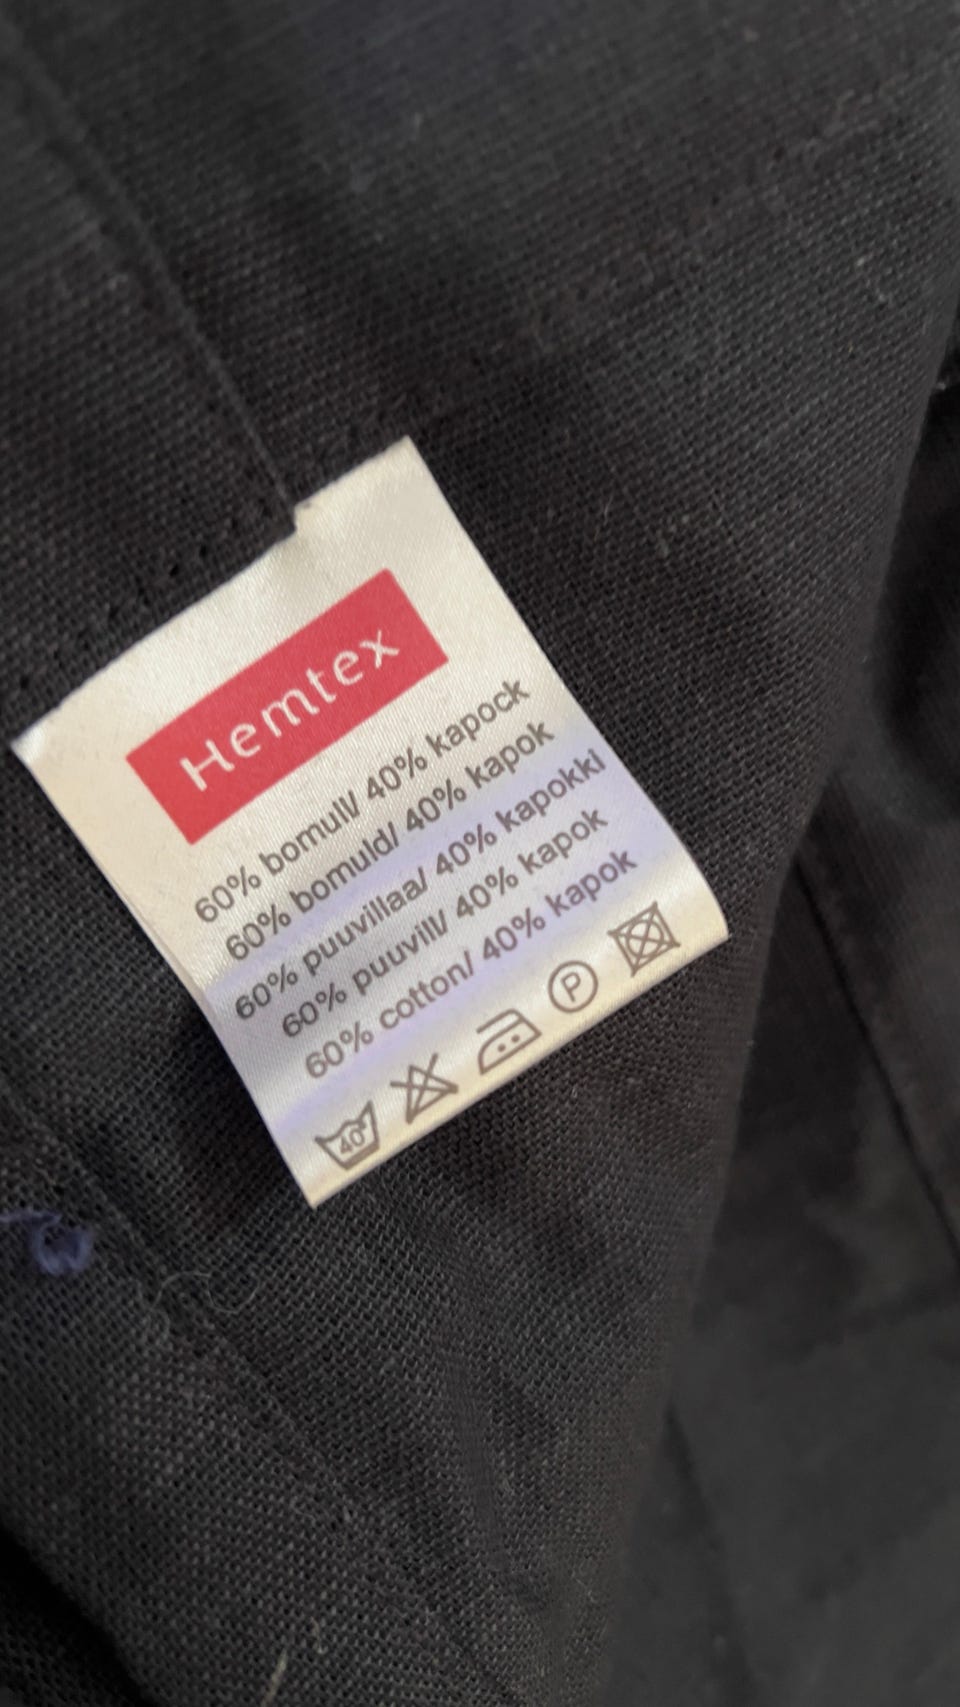 Hemtex
60% bomull/ 40% kapock
60% bomuld/ 40% kapok
60% puuvillaa/ 40% kapokki
60% puuvill/ 40% kapok
60% cotton/ 40% kapok
40° P